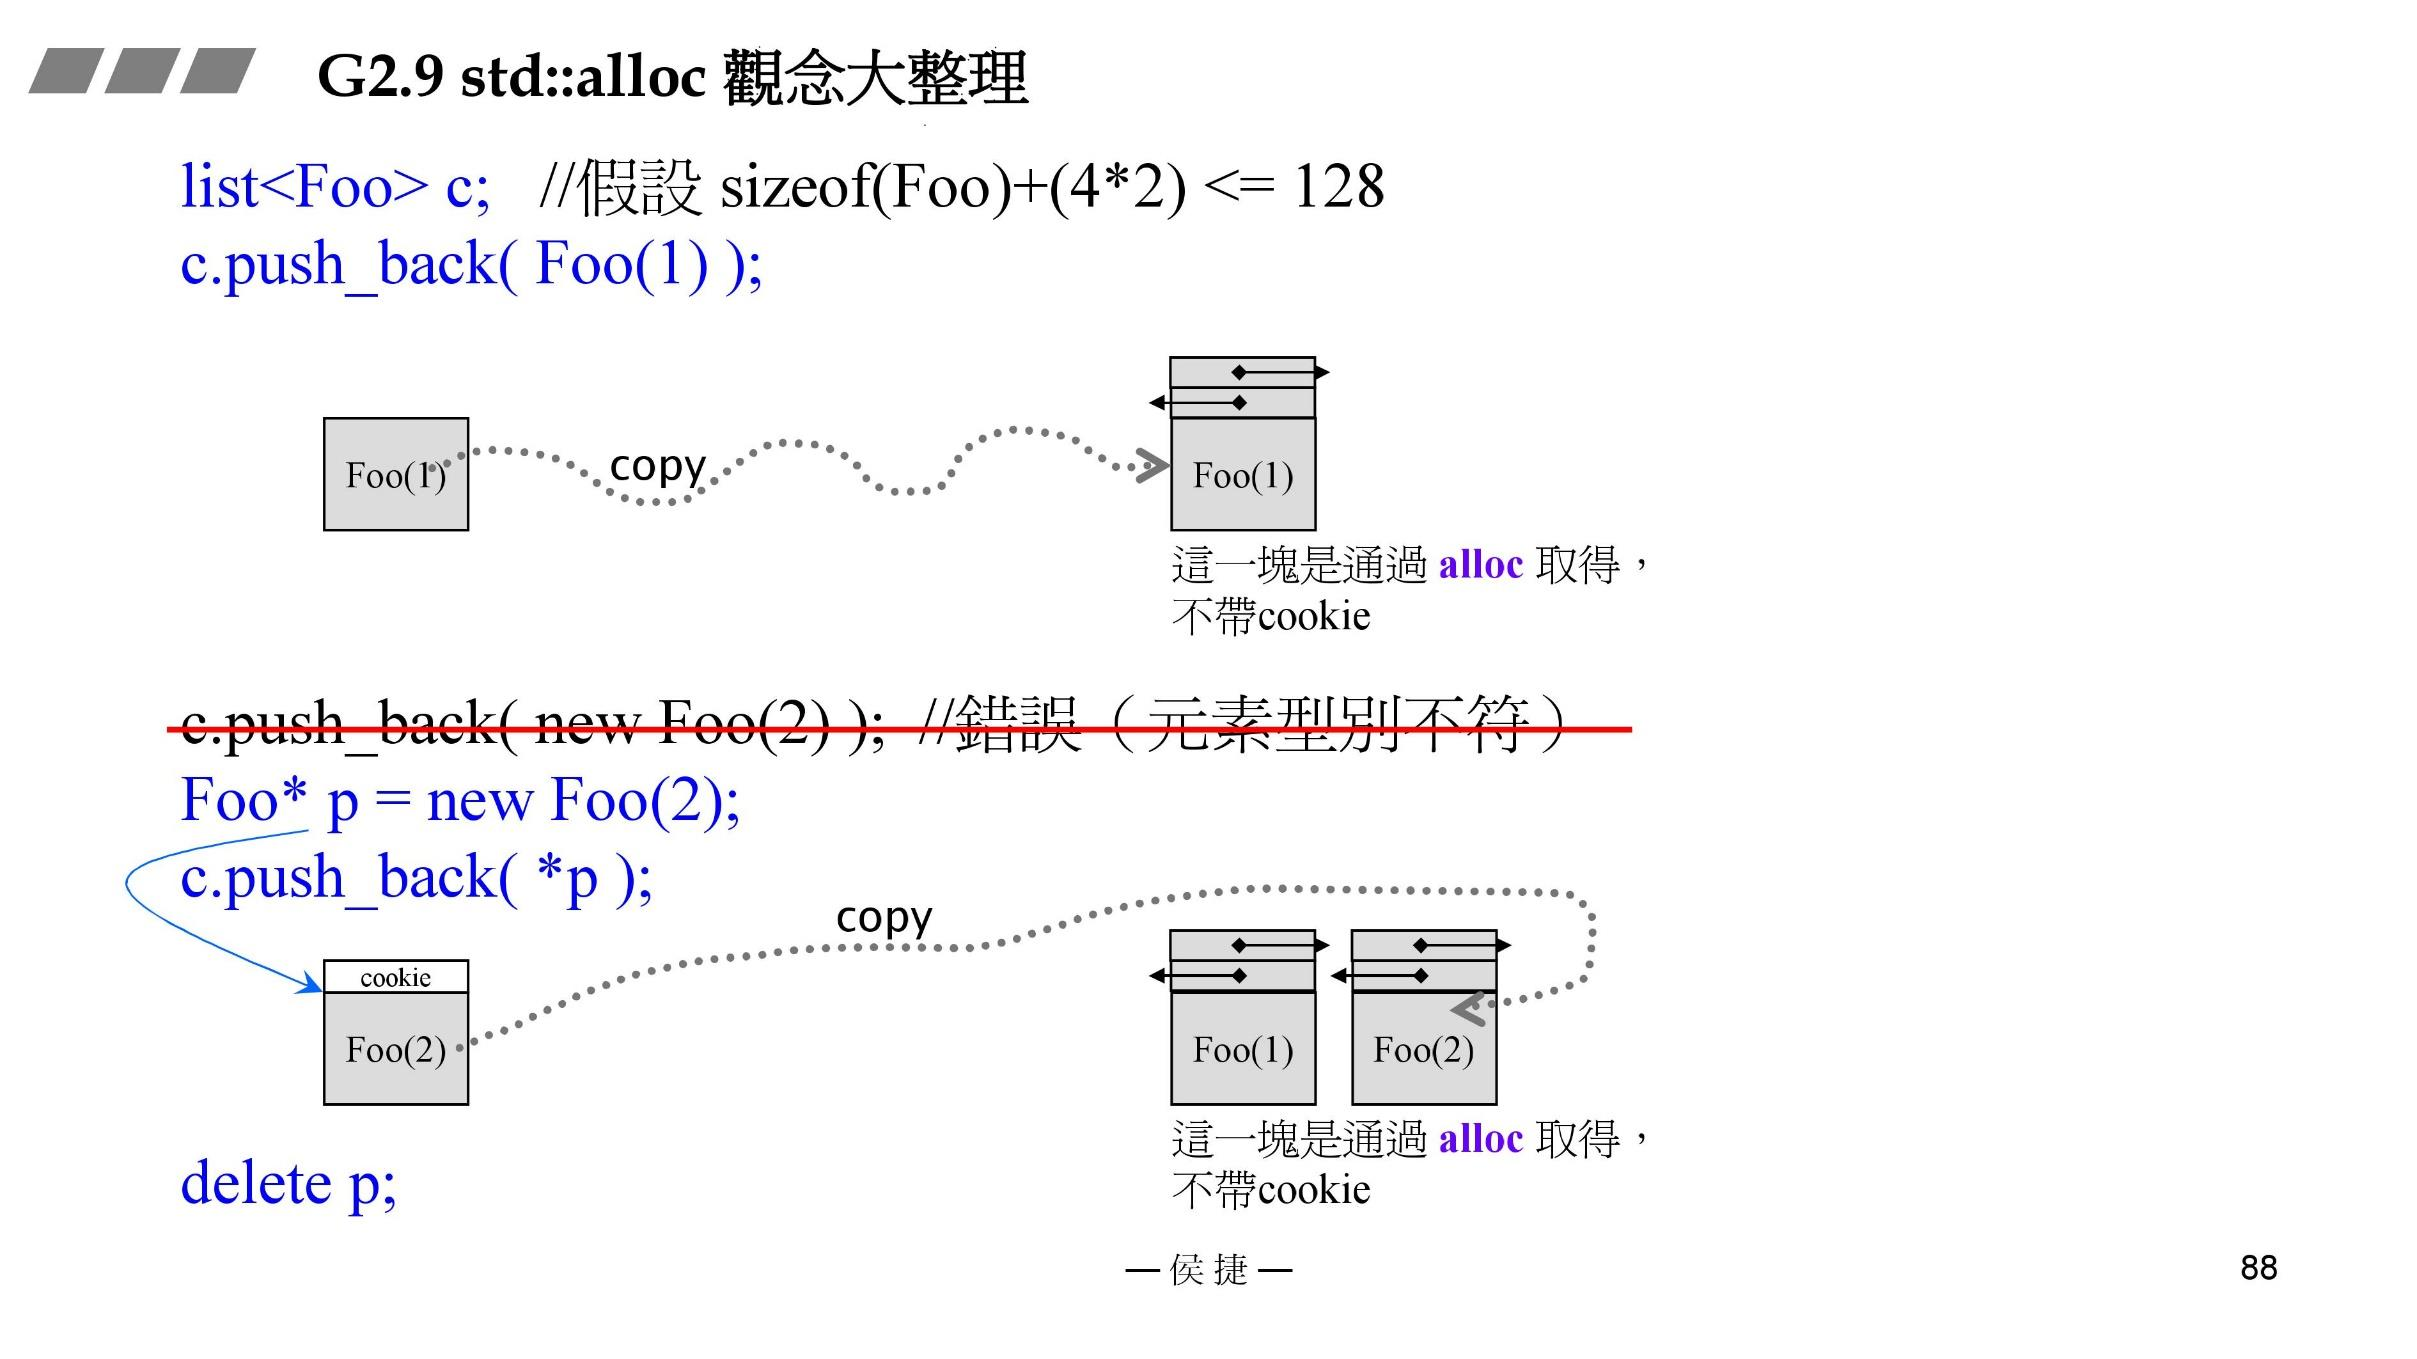 G2.9 std::alloc 觀念大整理
list<Foo> c;   //假設 sizeof(Foo)+(4*2) <= 128
c.push_back( Foo(1) );
Foo(1)
copy
Foo(1)
這一塊是通過 alloc 取得，
不帶cookie
c.push_back( new Foo(2) );  //錯誤（元素型別不符）
Foo* p = new Foo(2);
c.push_back( *p );
copy
cookie
Foo(2)
Foo(1)
Foo(2)
這一塊是通過 alloc 取得，
不帶cookie
delete p;
— 侯 捷 —
88